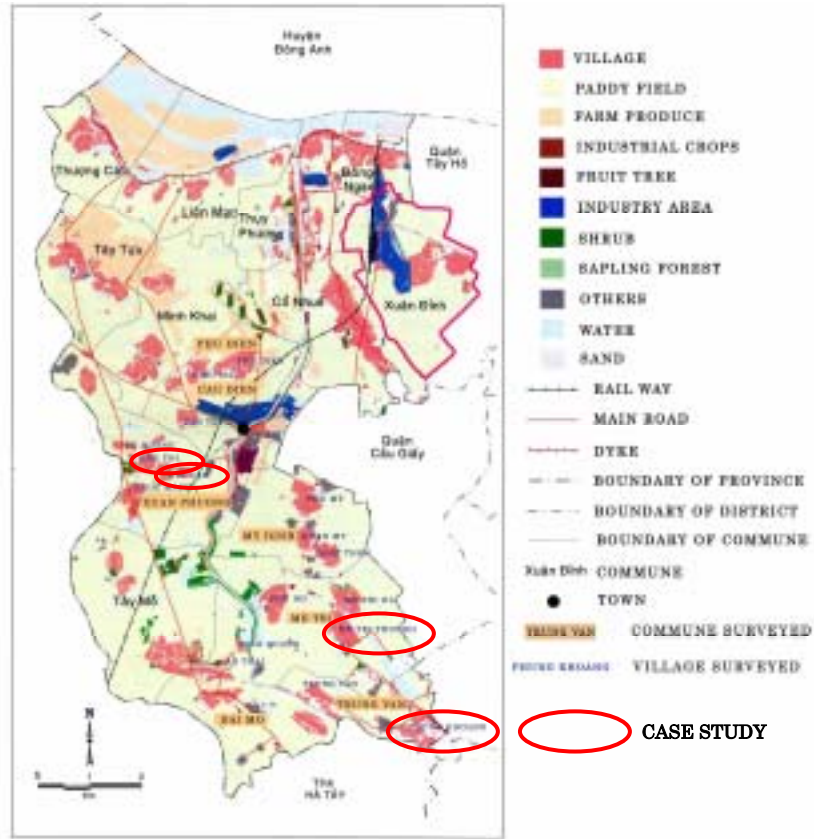 Huyện
Đông Anh
Quận
Tây Hồ
Thượng Cát
Đông
Ngạc
Liên Mạc
Thụy
Phương
Tây Tựu
Cổ Nhuế
Xuân Đỉnh
Minh Khai
PHU DIEN
CAU DIEN
Quận
Cầu Giấy
XUAN PHUONG
MY DINH
Tây Mỗ
ME TRI
TRUNG VAN
DAI MO
N
HÀ TÂY
VILLAGE
PADDY FIELD
FARM PRODUCE
INDUSTRIAL CROPS
FRUIT TREE
INDUSTRY AREA
SHRUB
SAPLING FOREST
OTHERS
WATER
SAND
RAIL WAY
MAIN ROAD
DYKE
BOUNDARY OF PROVINCE
BOUNDARY OF DISTRICT
BOUNDARY OF COMMUNE
Xuân Đỉnh COMMUNE
TOWN
TRUNG VAN COMMUNE SURVEYED
PHUNG KHOANG VILLAGE SURVEYED
CASE STUDY